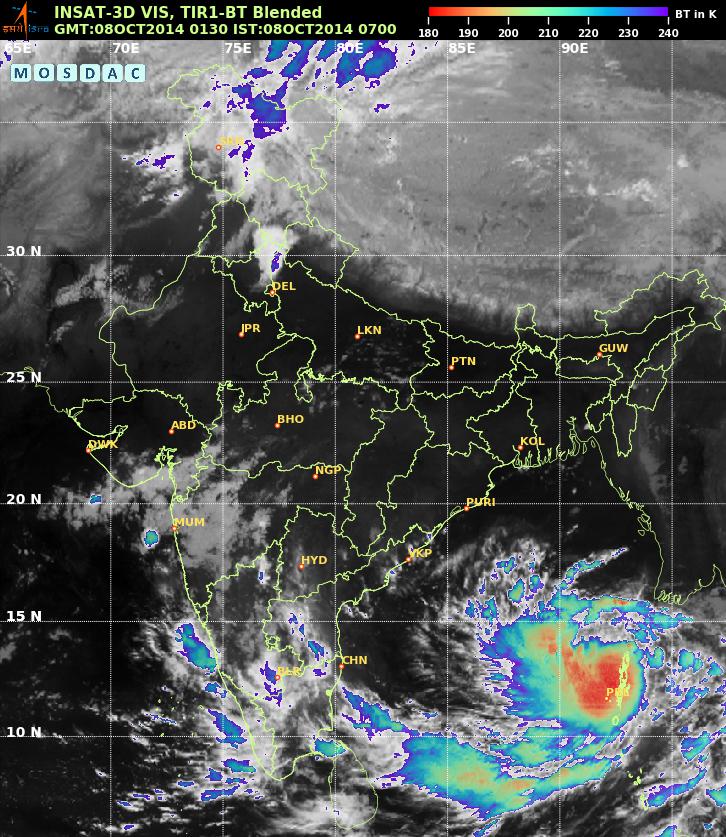 INSAT-3D VIS, TIR1-BT Blended
GMT:08OCT2014 0130 IST:08OCT2014 0700
BT in K
180 190 200 210 220 230 240
65E 70E 75E 80E 85E 90E
M O S D A C
30 N
DEL
JPR
LKN
GUW
PTN
25 N
BHO
ABD
DWK
KOL
NGP
20 N
PURI
MUM
VKP
HYD
15 N
CHN
BLR
10 N